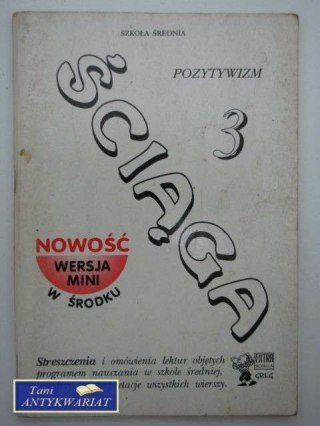 SZKOŁA ŚREDNIA
POZYTYWIZM
3
ŚCIĄGA
NOWOŚĆ
WERSJA
MINI
W ŚRODKU
Streszczenia i omówienia lektur objętych
programem nauczania w szkole średniej,
etacje wszystkich wierszy.
GREG
Tani
ANTYKWARIAT